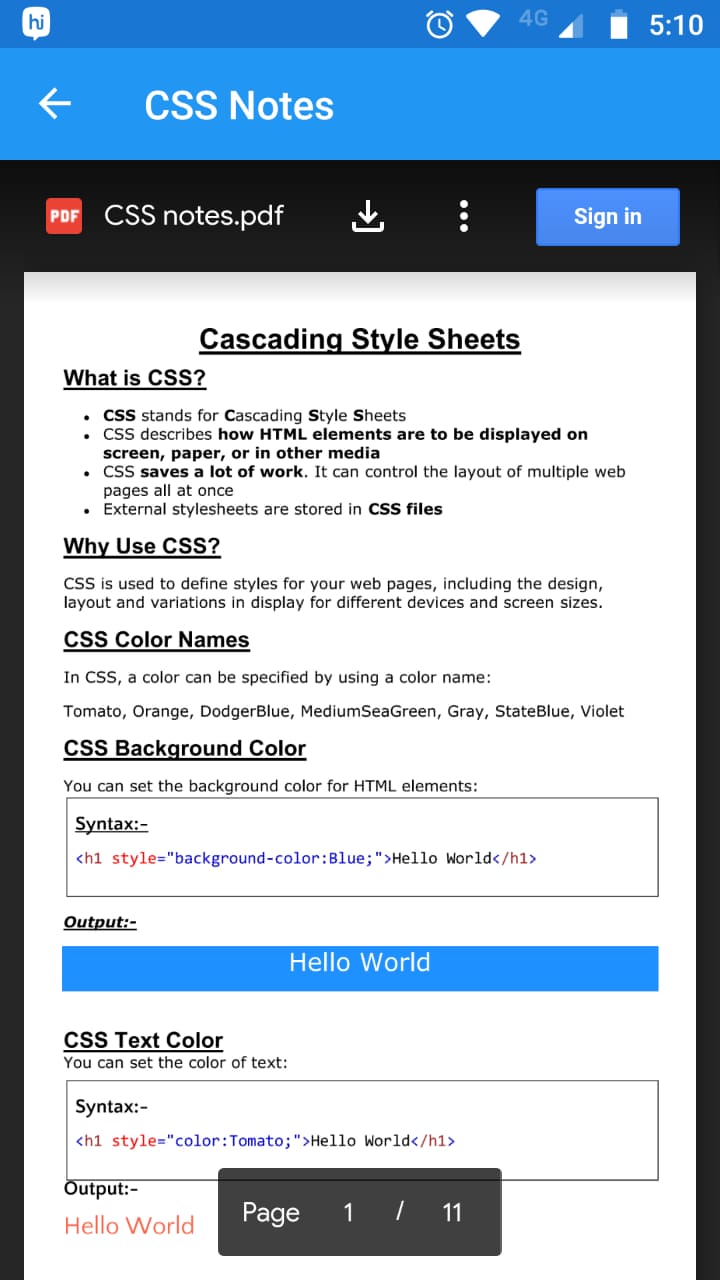 hi
4G
5:10
CSS Notes
PDF
CSS notes.pdf
Sign in
Cascading Style Sheets
What is CSS?
• CSS stands for Cascading Style Sheets
• CSS describes how HTML elements are to be displayed on
screen, paper, or in other media
• CSS saves a lot of work. It can control the layout of multiple web
pages all at once
• External stylesheets are stored in CSS files
Why Use CSS?
CSS is used to define styles for your web pages, including the design,
layout and variations in display for different devices and screen sizes.
CSS Color Names
In CSS, a color can be specified by using a color name:
Tomato, Orange, DodgerBlue, MediumSeaGreen, Gray, StateBlue, Violet
CSS Background Color
You can set the background color for HTML elements:
Syntax:-
<h1 style="background-color:Blue;">Hello World</h1>
Output:-
Hello World
CSS Text Color
You can set the color of text:
Syntax:-
<h1 style="color:Tomato;">Hello World</h1>
Output:-
Hello World
Page 1 / 11